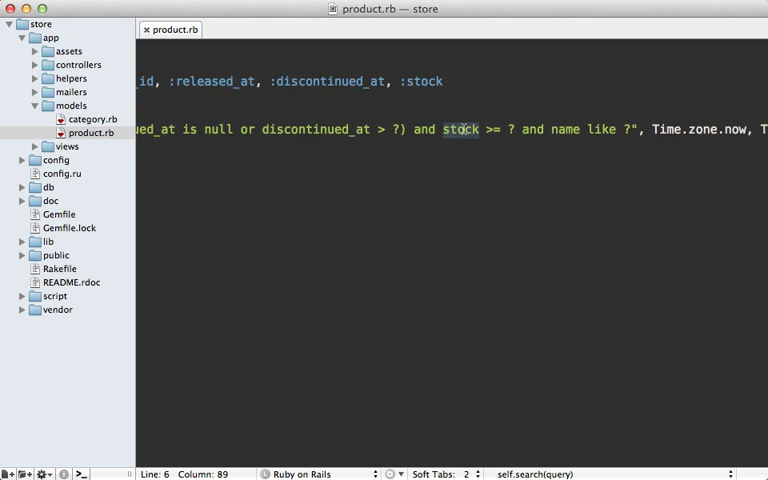 product.rb — store
store
app
assets
controllers
helpers
mailers
models
category.rb
product.rb
views
config
config.ru
db
doc
Gemfile
Gemfile.lock
lib
public
Rakefile
README.rdoc
script
vendor
product.rb
_id, :released_at, :discontinued_at, :stock
ued_at is null or discontinued_at > ?) and stock >= ? and name like ?", Time.zone.now, T
Line: 6 Column: 89 Ruby on Rails Soft Tabs: 2 self.search(query)